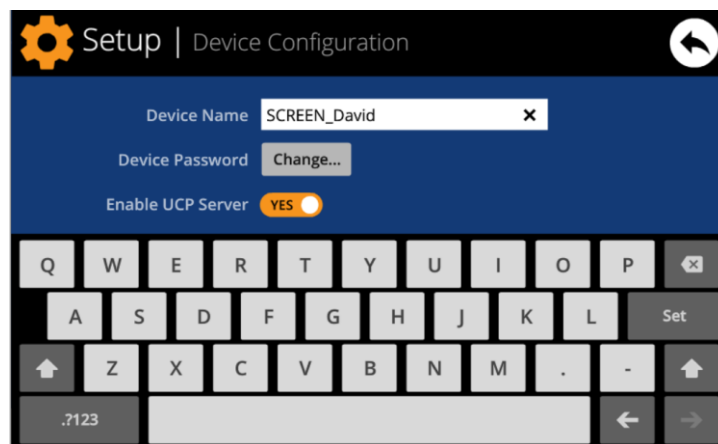 Setup | Device Configuration
Device Name SCREEN_David ×
Device Password Change...
Enable UCP Server YES
Q W E R T Y U I O P
A S D F G H J K L Set
Z X C V B N M . -
.?123